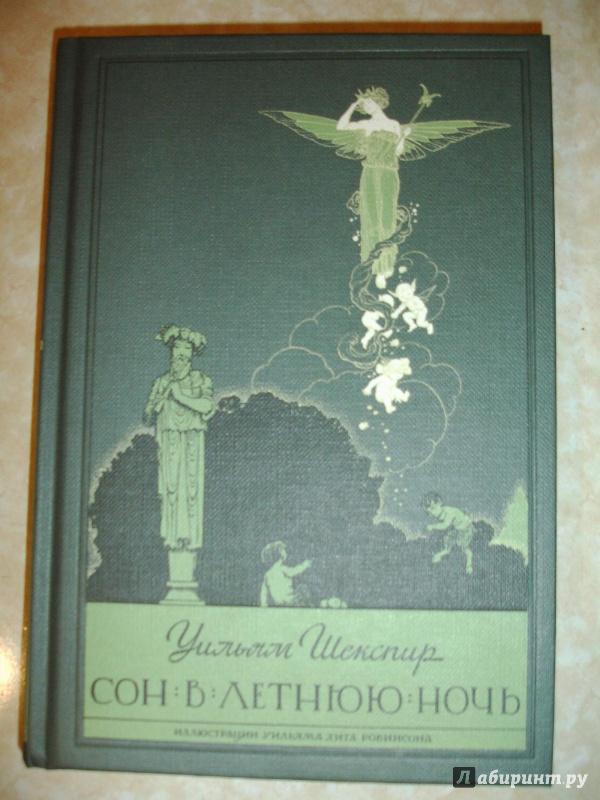 Уильям Шекспир
СОН : В : ЛЕТНЮЮ : НОЧЬ
ИЛЛЮСТРАЦИИ УИЛЬЯМА ХИТА РОБИНСОНА
Лабиринт.ру